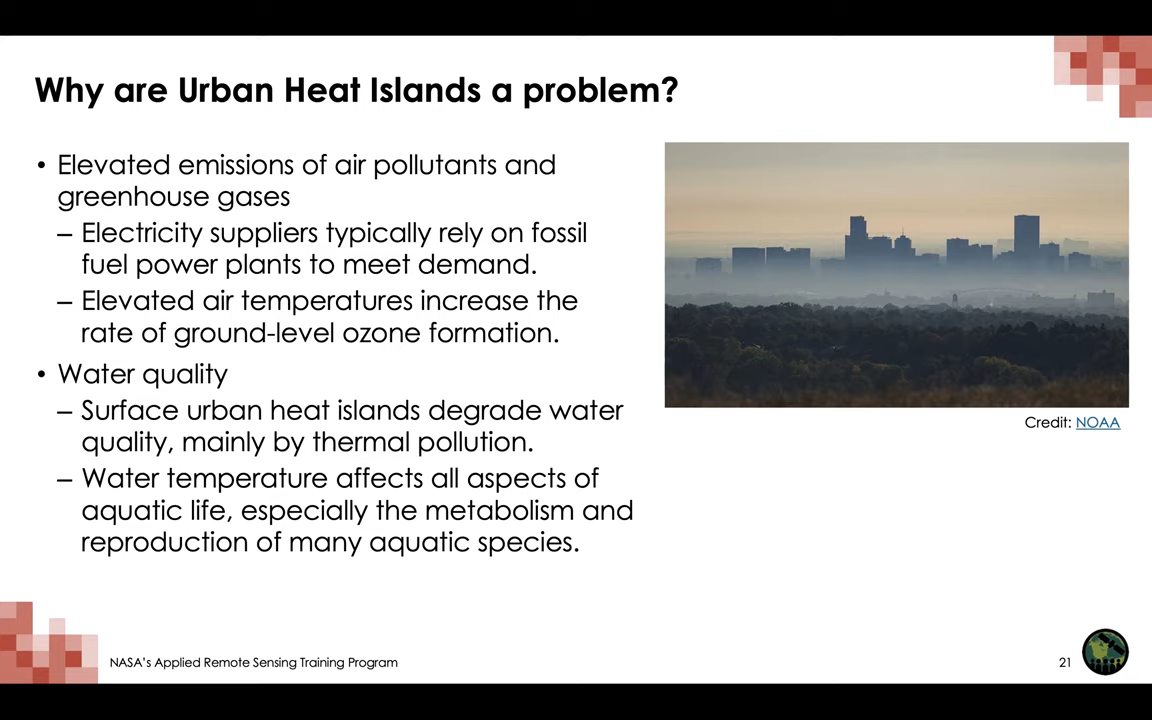 Why are Urban Heat Islands a problem?
• Elevated emissions of air pollutants and
greenhouse gases
– Electricity suppliers typically rely on fossil
fuel power plants to meet demand.
– Elevated air temperatures increase the
rate of ground-level ozone formation.
• Water quality
– Surface urban heat islands degrade water
quality, mainly by thermal pollution.
– Water temperature affects all aspects of
aquatic life, especially the metabolism and
reproduction of many aquatic species.
Credit: NOAA
NASA's Applied Remote Sensing Training Program
21